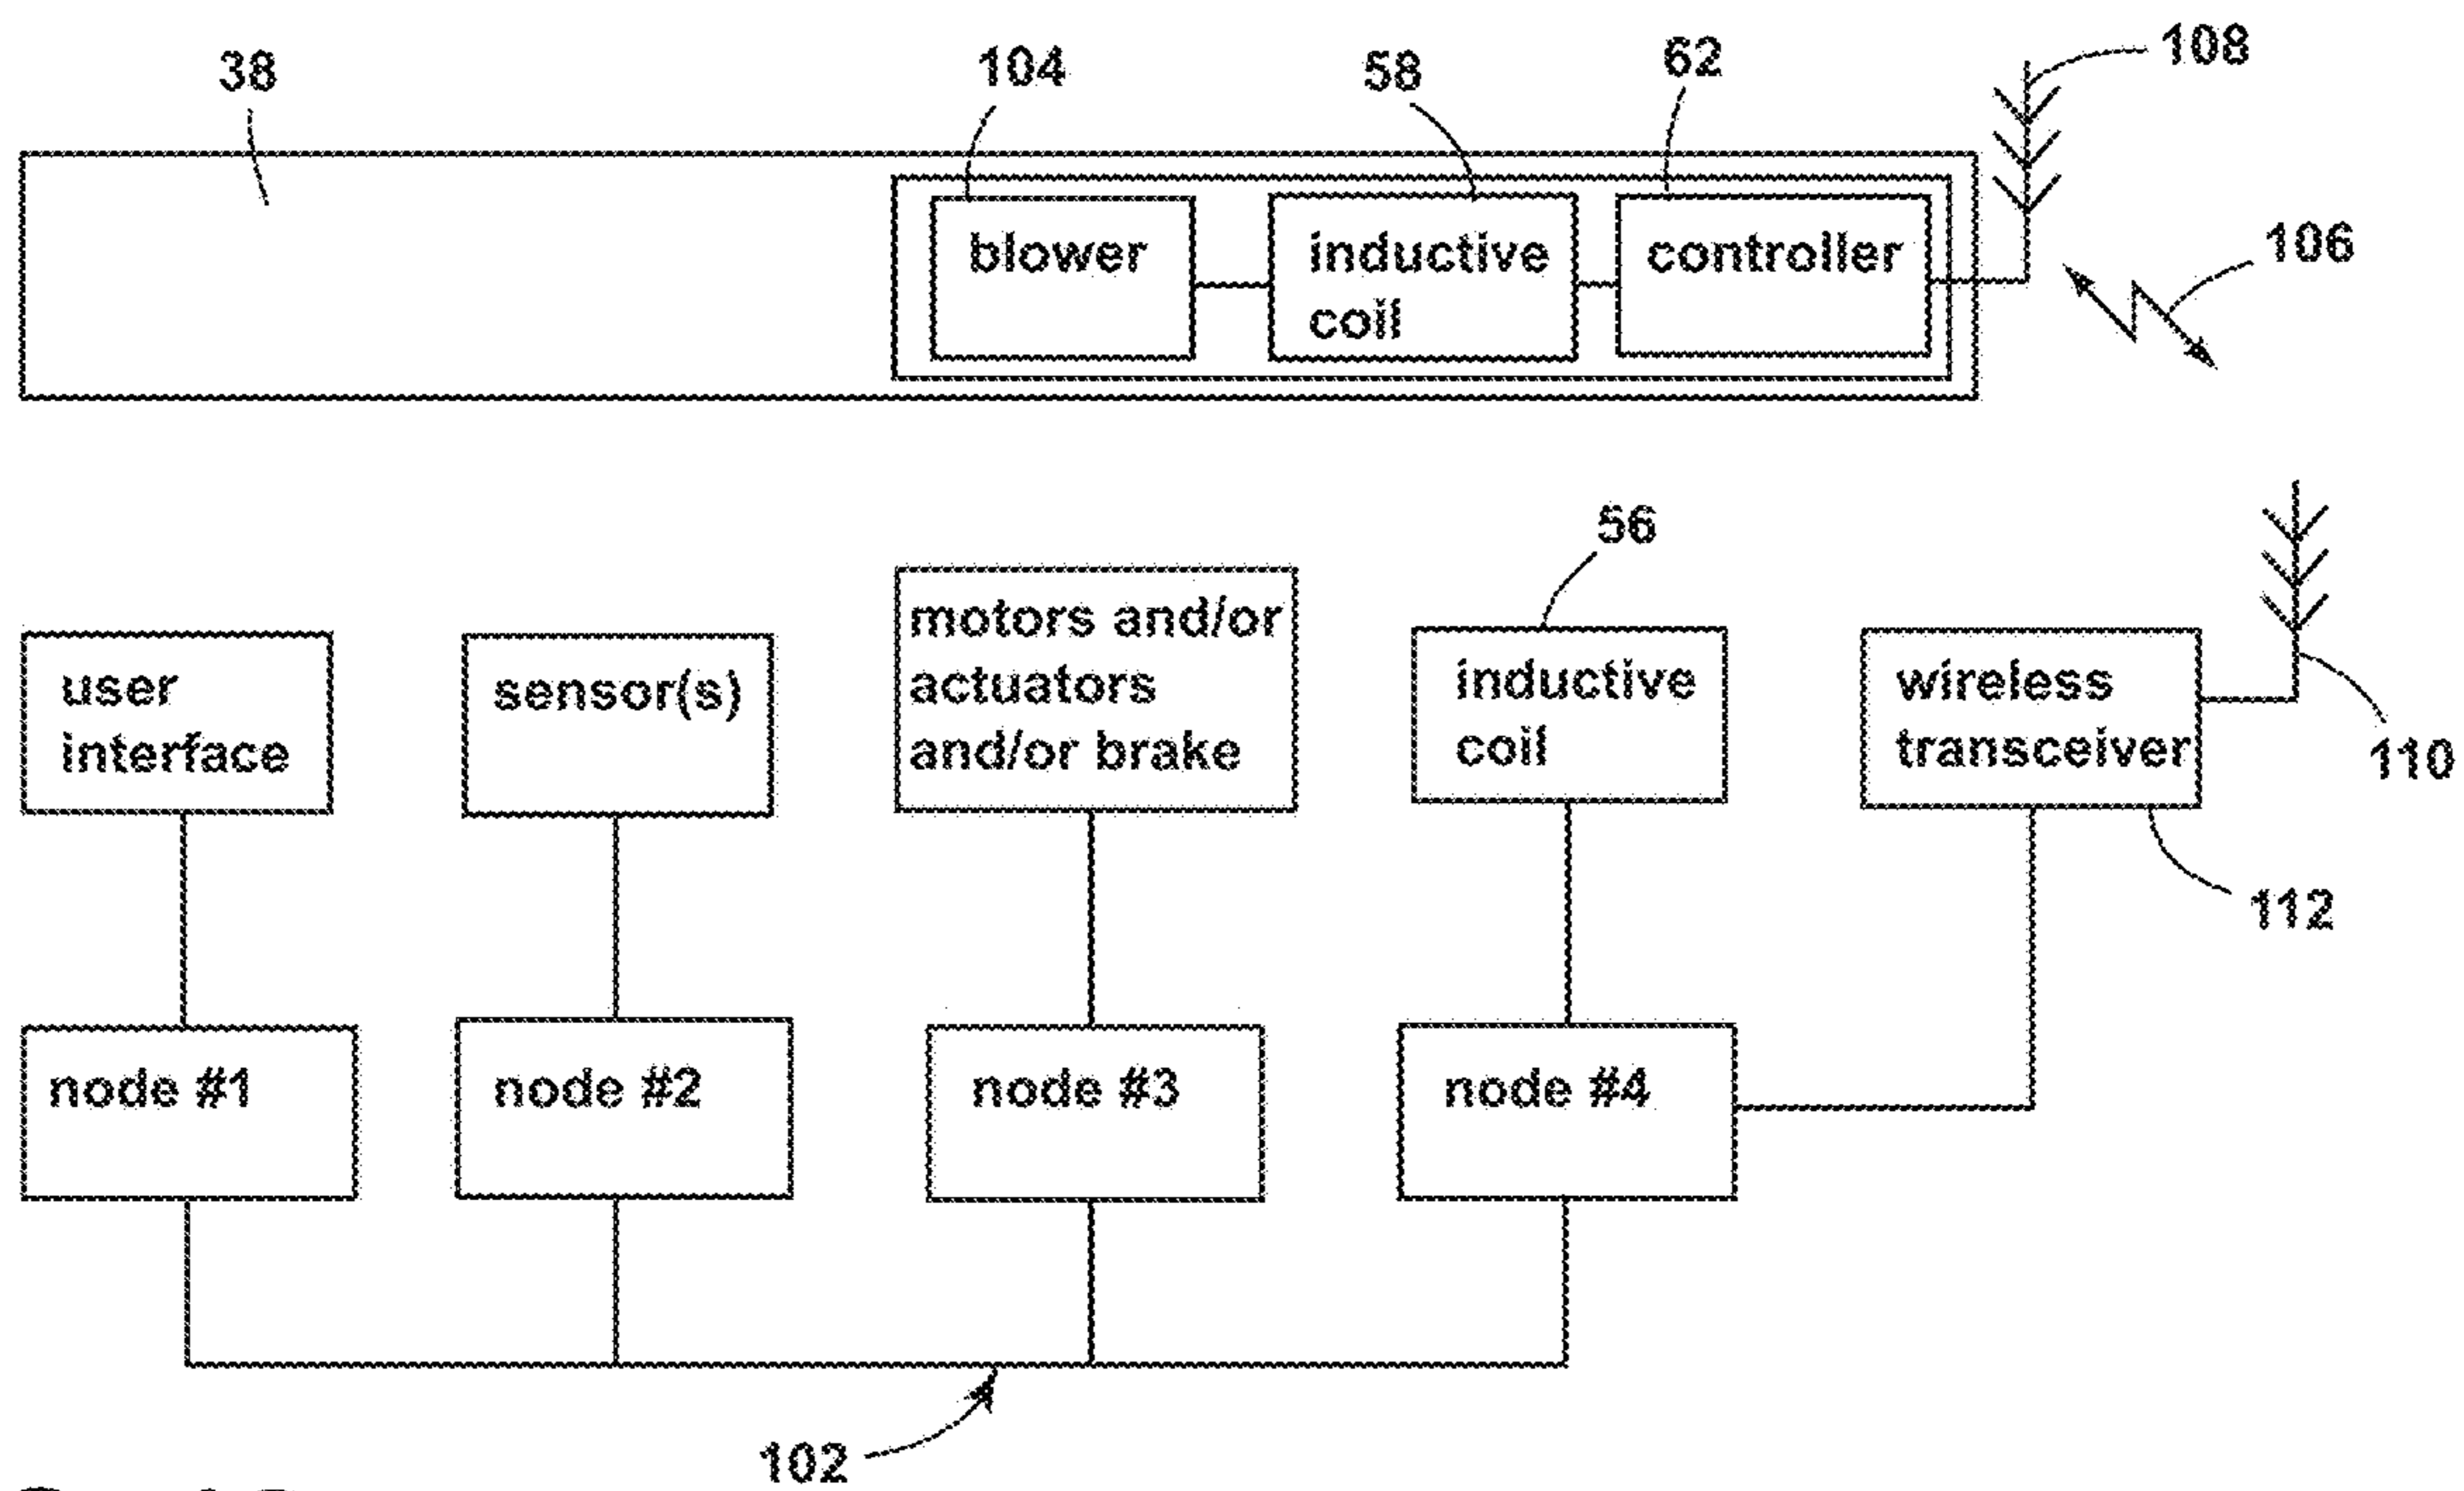 38
104
58
62
108
blower
inductive
coil
controller
106
56
user
interface
sensor(s)
motors and/or
actuators
and/or brake
inductive
coil
wireless
transceiver
110
112
node #1
node #2
node #3
node #4
102